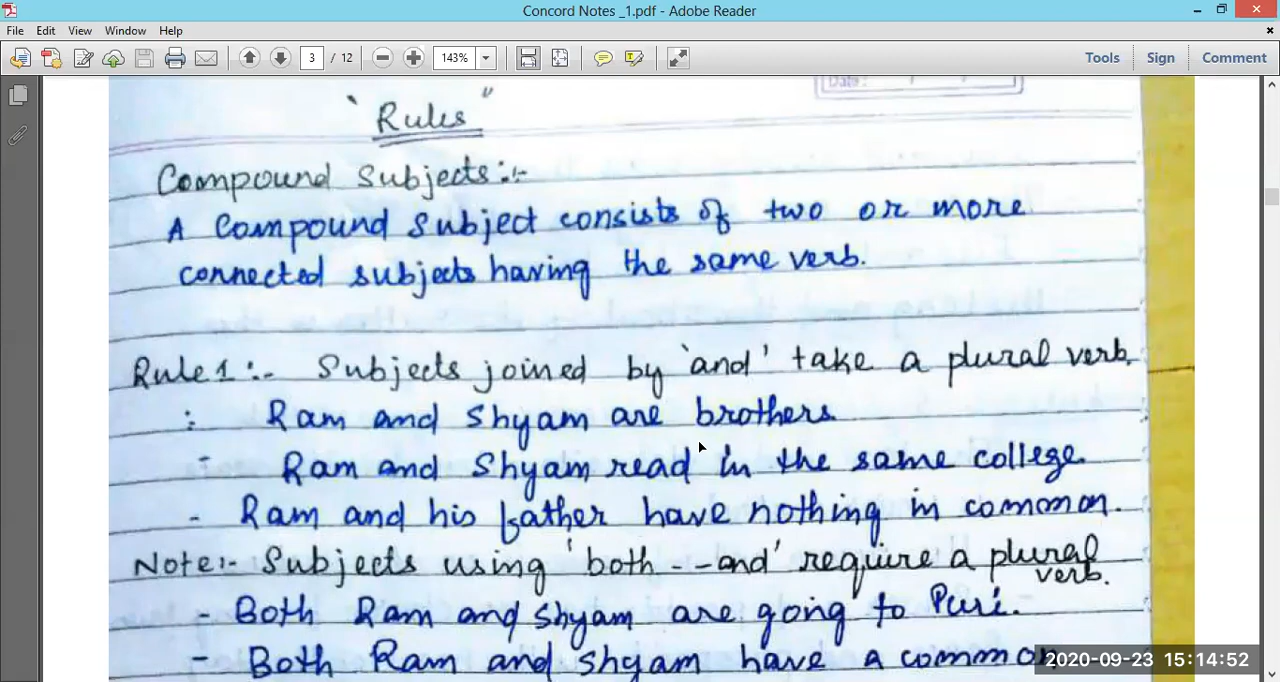 Concord Notes _1.pdf - Adobe Reader
File Edit View Window Help
3 / 12 143% Tools Sign Comment
Date:
"Rules"
Compound Subjects:-
A Compound Subject consists of two or more
connected subjects having the same verb.
Rule 1:- Subjects joined by 'and' take a plural verb.
: Ram and Shyam are brothers.
- Ram and Shyam read in the same college.
- Ram and his father have nothing in common.
Note:- Subjects using 'both - - and' require a plural
verb.
- Both Ram and Shyam are going to Puri.
- Both Ram and Shyam have a common
2020-09-23 15:14:52